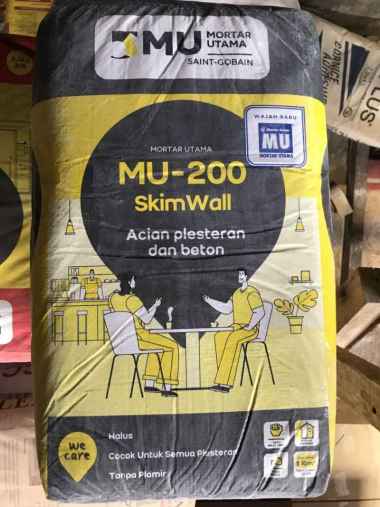 MU
MORTAR
UTAMA
SAINT-GOBAIN
WAJAH BARU
MU
MORTAR UTAMA
MORTAR UTAMA
MU-200
SkimWall
Acian plesteran
dan beton
we
care
Halus
Cocok Untuk Semua Plesteran
Tanpa Plamir